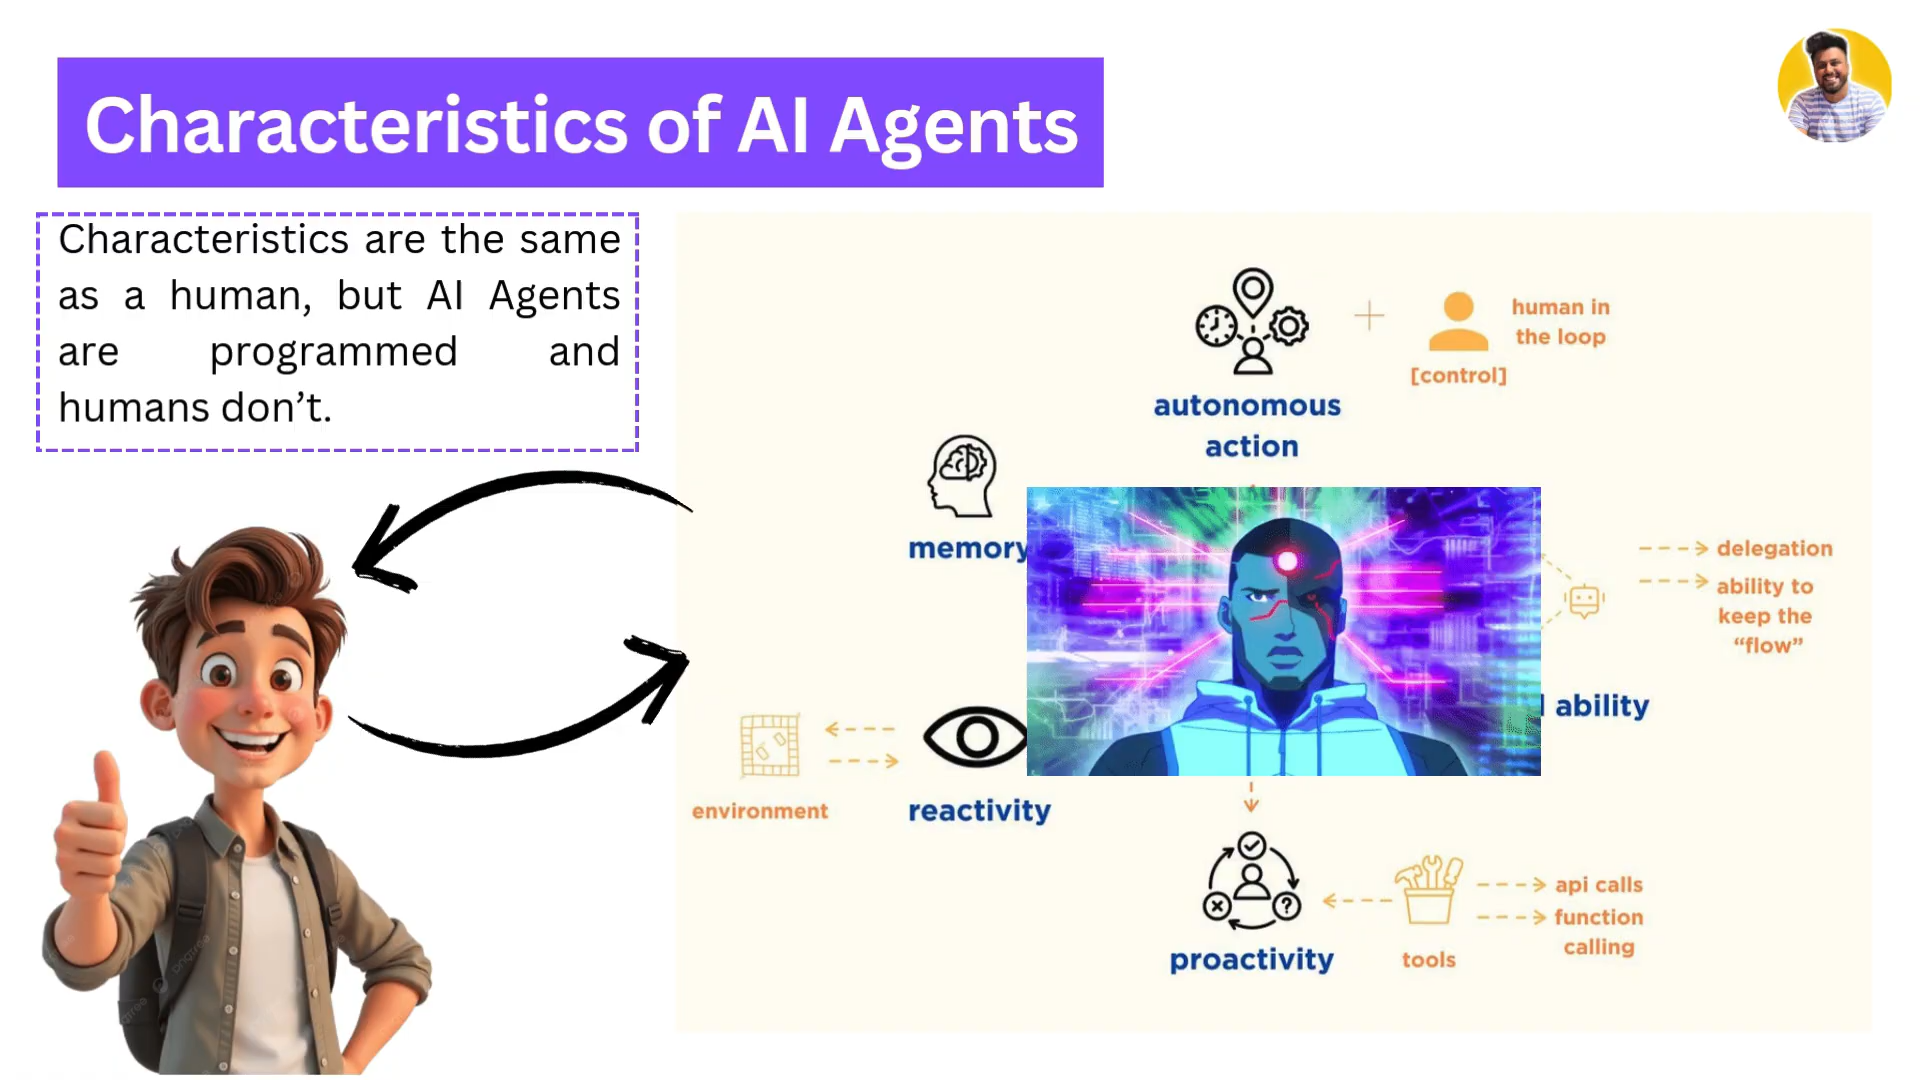 Characteristics of AI Agents
Characteristics are the same
as a human, but AI Agents
are programmed and
humans don’t.
human in
the loop
[control]
autonomous
action
memory
delegation
ability to
keep the
“flow”
ability
environment
reactivity
api calls
function
calling
proactivity
tools